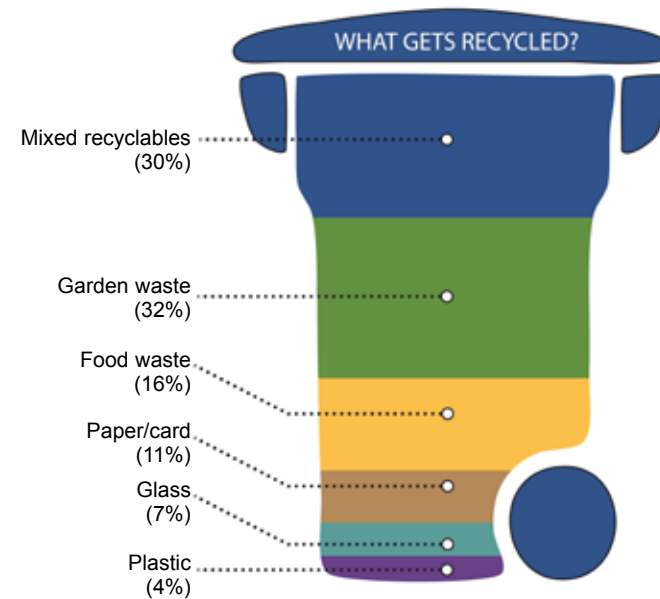 WHAT GETS RECYCLED?
Mixed recyclables
(30%)
Garden waste
(32%)
Food waste
(16%)
Paper/card
(11%)
Glass
(7%)
Plastic
(4%)